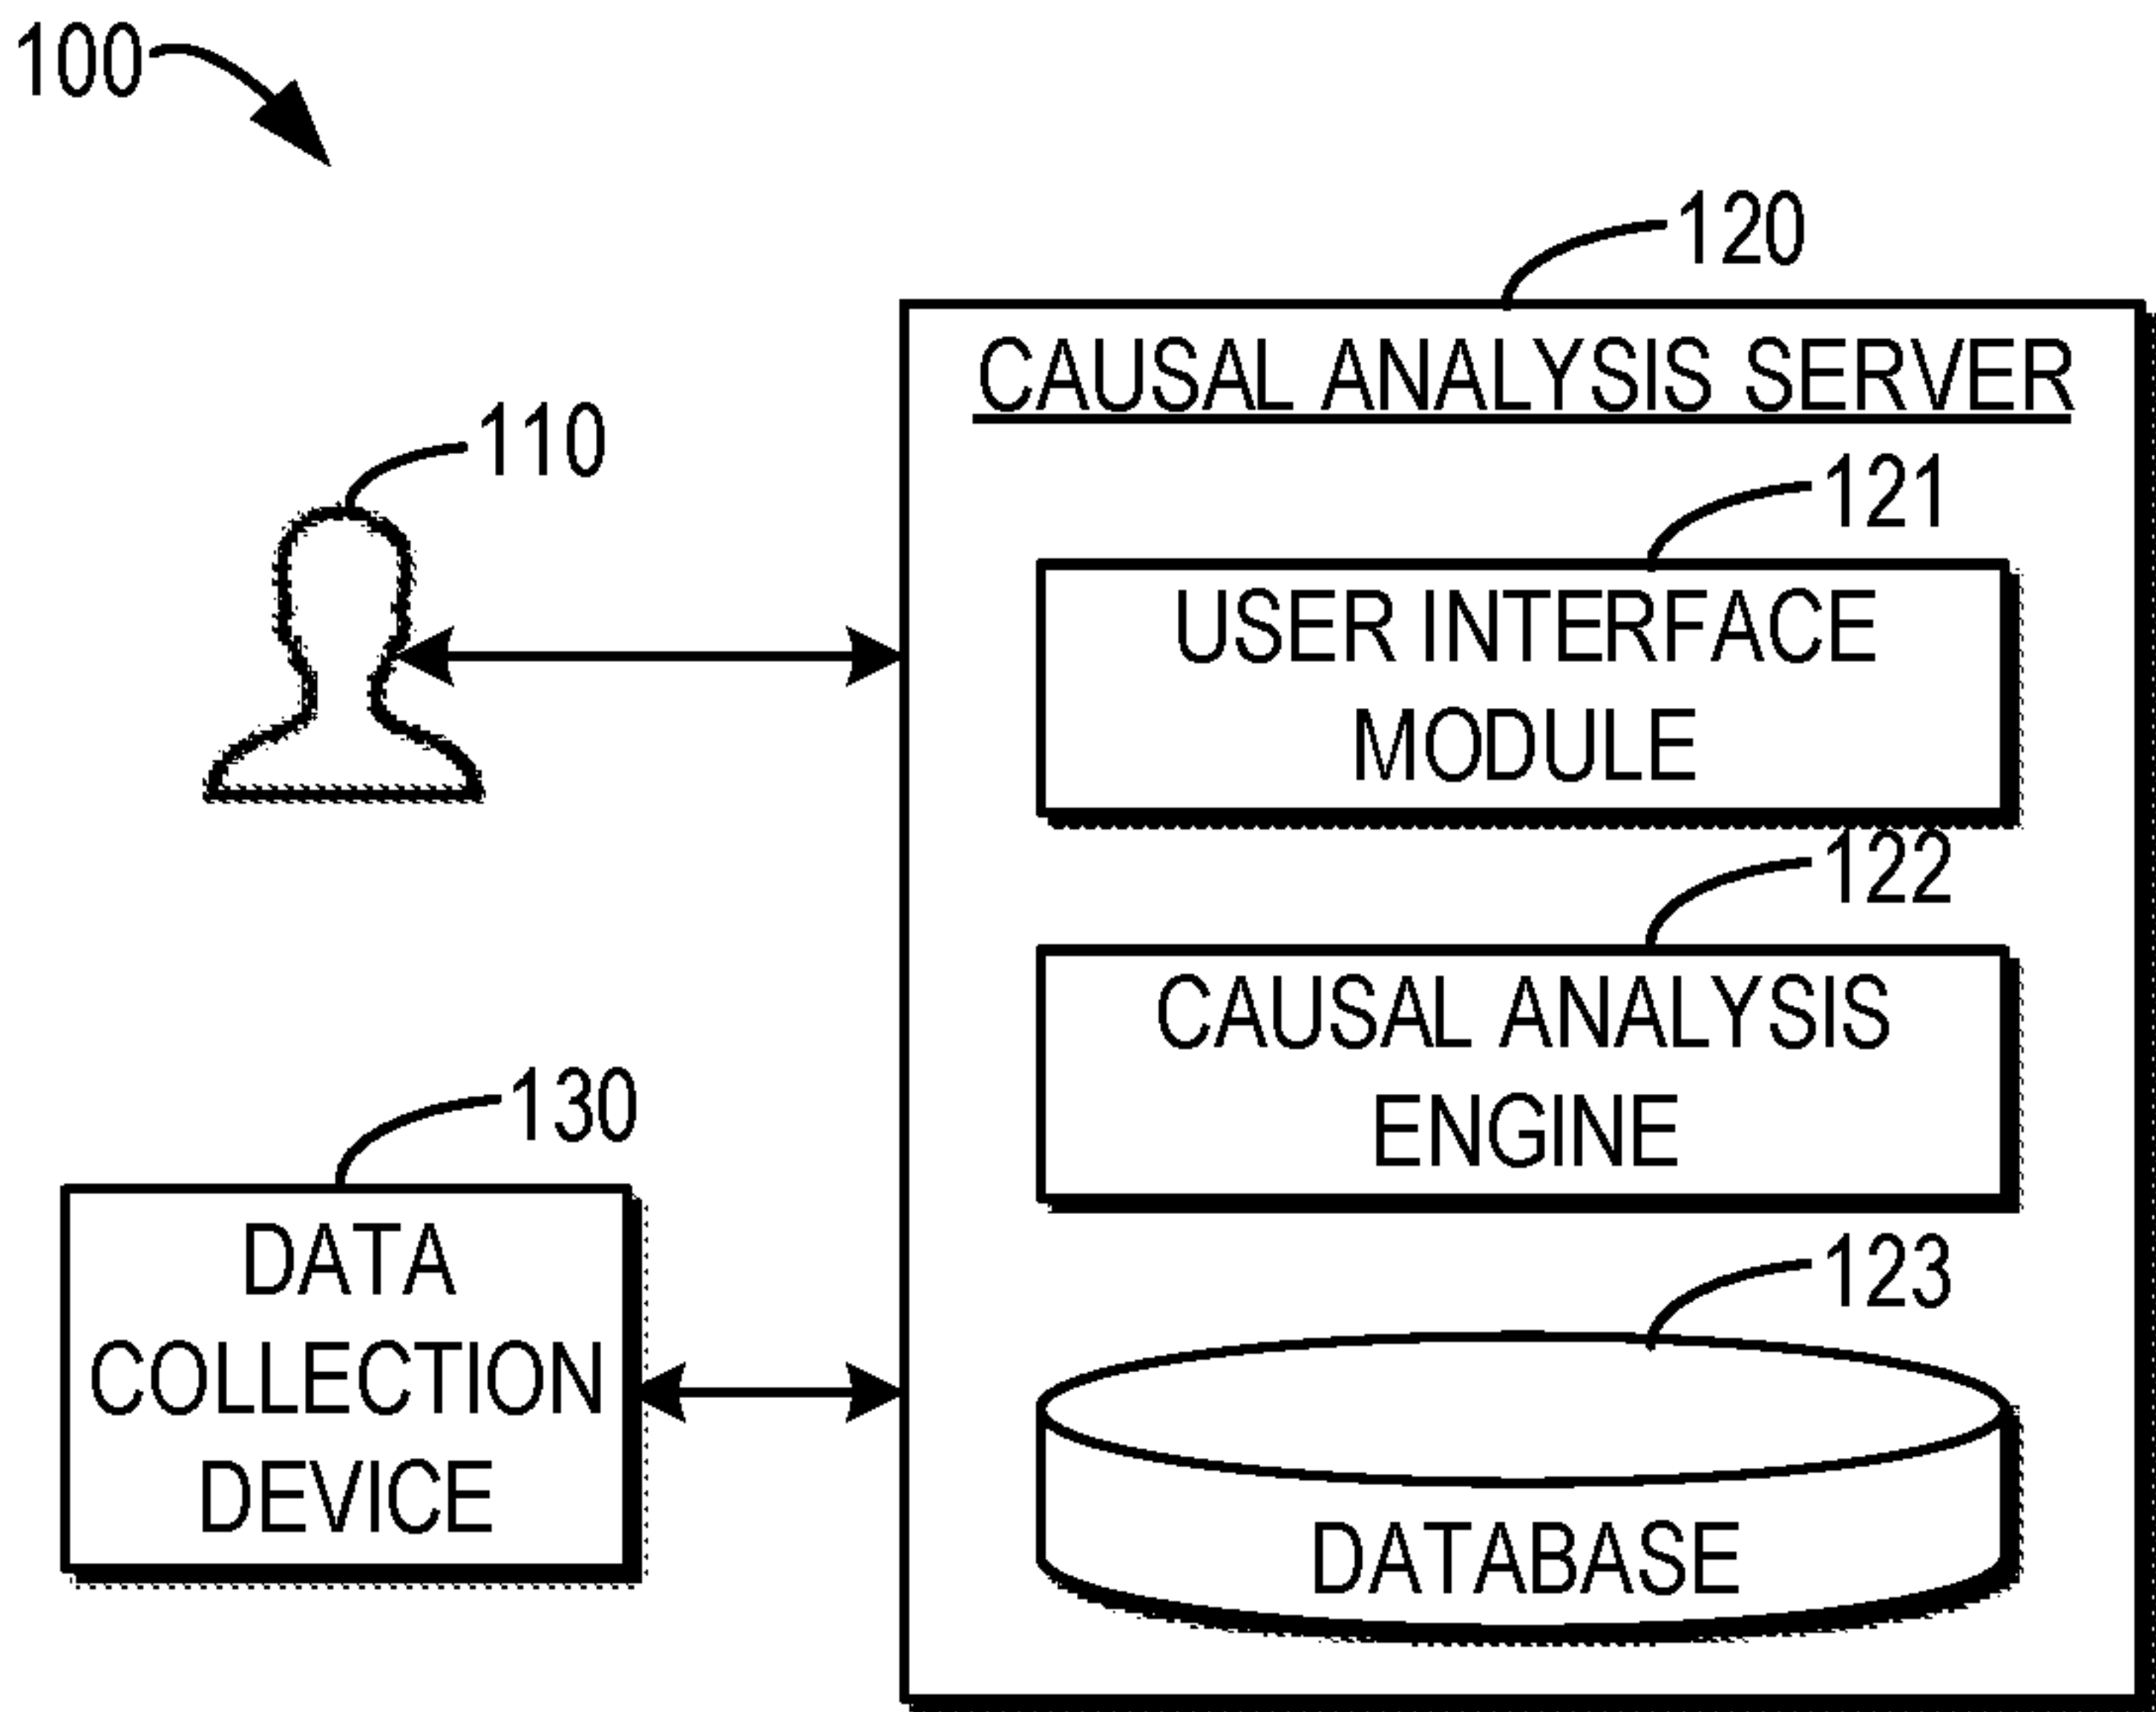 100
120
CAUSAL ANALYSIS SERVER
110
121
USER INTERFACE
MODULE
122
CAUSAL ANALYSIS
ENGINE
130
DATA
COLLECTION
DEVICE
123
DATABASE